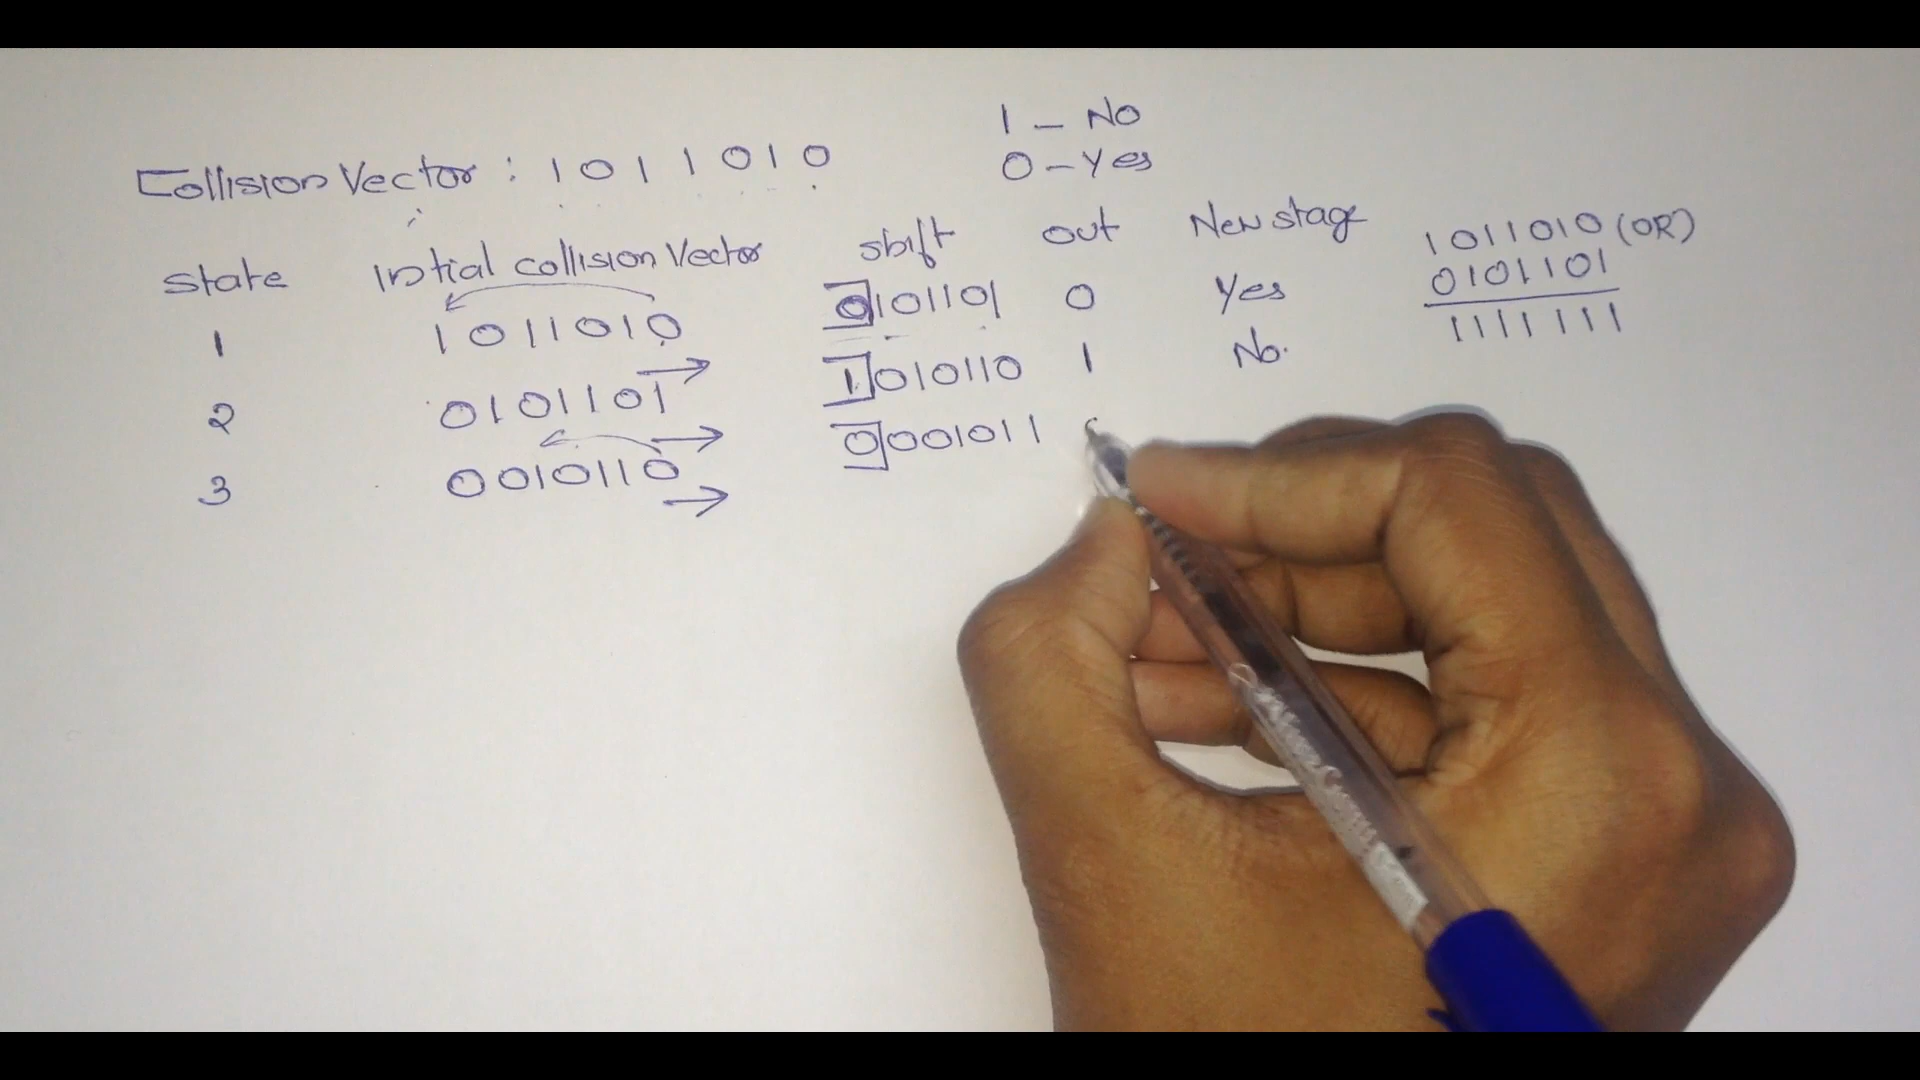 Collision Vector : 1 0 1 1 0 1 0
1 - No
0 - Yes
State Intial collision Vector shift out New stage
1 1011010 0101101 0 Yes
2 0101101 1010110 1 No.
3 0010110 0001011
1011010 (OR)
0101101
1111111